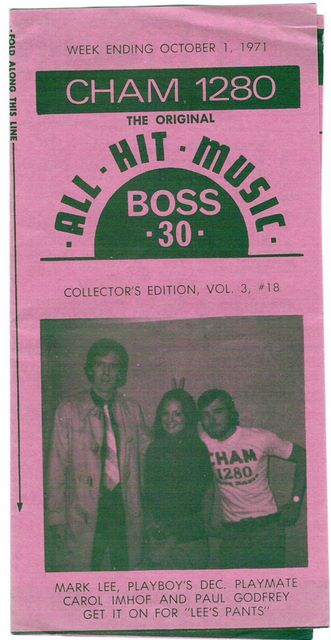 · FOLD ALONG THIS LINE ·
WEEK ENDING OCTOBER 1, 1971
CHAM 1280
THE ORIGINAL
· ALL · HIT · MUSIC ·
BOSS
· 30 ·
COLLECTOR'S EDITION, VOL. 3, #18
CHAM
1280
MARK LEE, PLAYBOY'S DEC. PLAYMATE
CAROL IMHOF AND PAUL GODFREY
GET IT ON FOR "LEE'S PANTS"